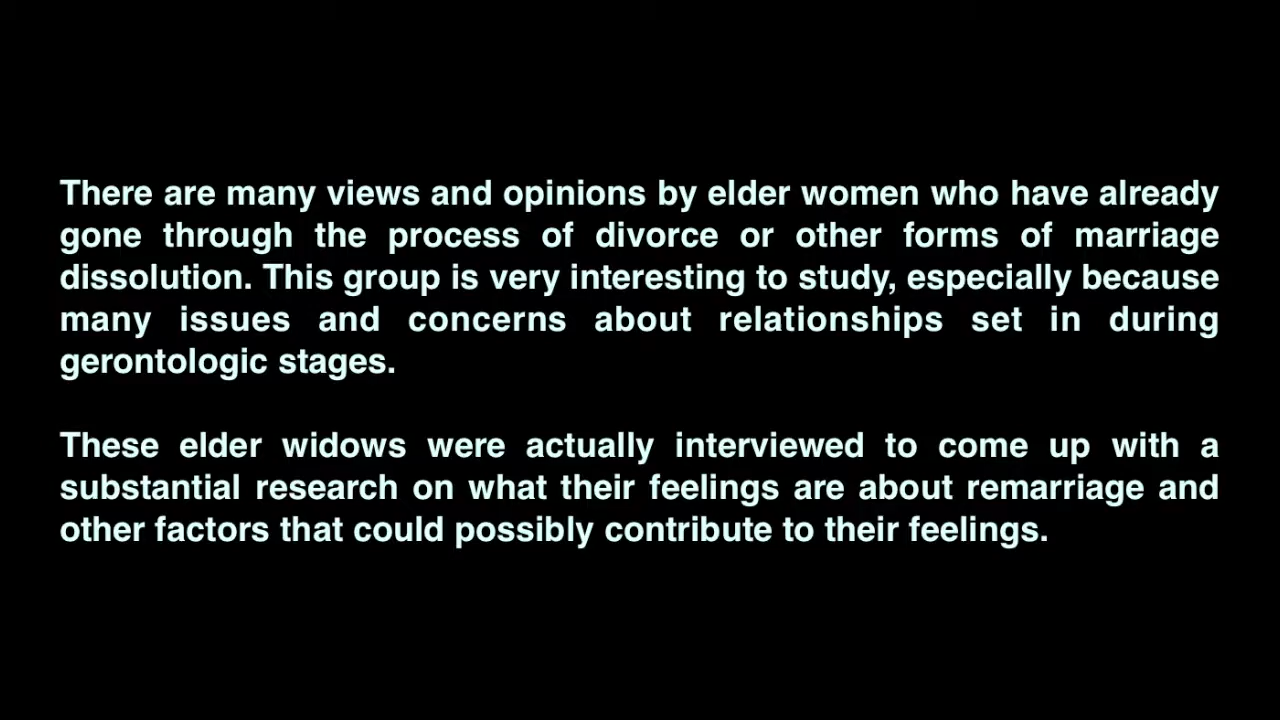 There are many views and opinions by elder women who have already
gone through the process of divorce or other forms of marriage
dissolution. This group is very interesting to study, especially because
many issues and concerns about relationships set in during
gerontologic stages.
These elder widows were actually interviewed to come up with a
substantial research on what their feelings are about remarriage and
other factors that could possibly contribute to their feelings.